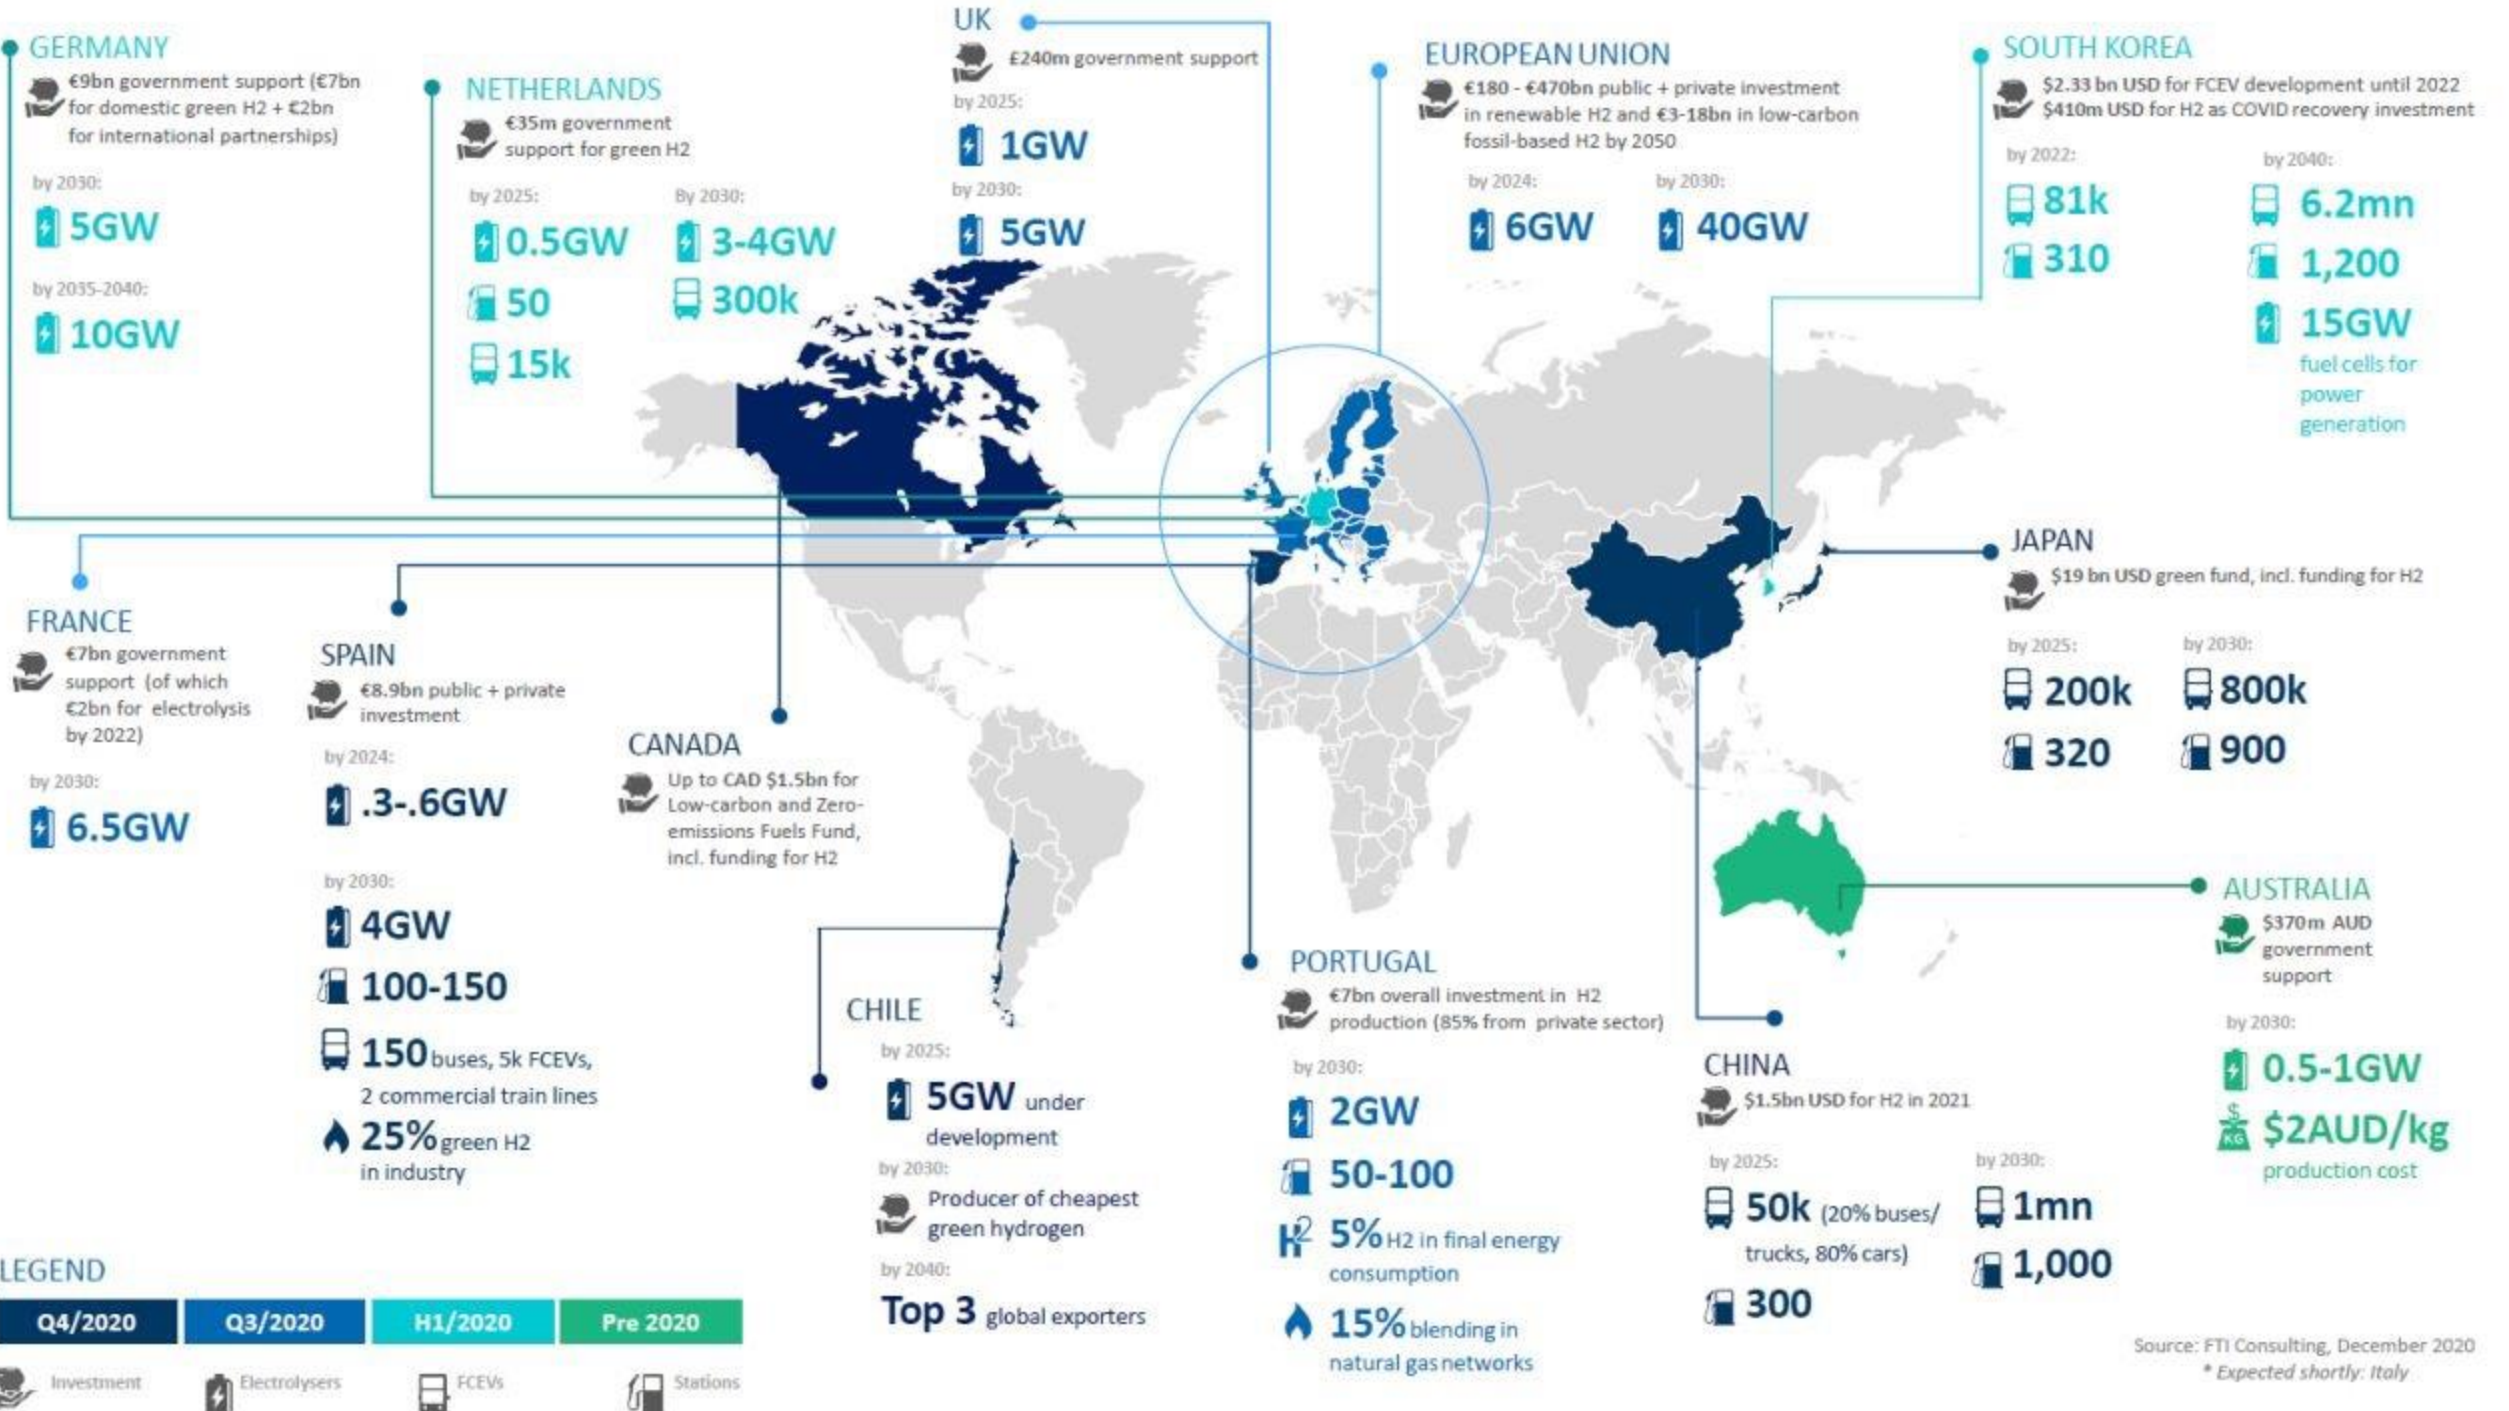 GERMANY
€9bn government support (€7bn
for domestic green H2 + €2bn
for international partnerships)
by 2030:
5GW
by 2035-2040:
10GW
NETHERLANDS
€35m government
support for green H2
by 2025:
0.5GW
50
15k
By 2030:
3-4GW
300k
UK
£240m government support
by 2025:
1GW
by 2030:
5GW
EUROPEAN UNION
€180 - €470bn public + private investment
in renewable H2 and €3-18bn in low-carbon
fossil-based H2 by 2050
by 2024:
6GW
by 2030:
40GW
SOUTH KOREA
$2.33 bn USD for FCEV development until 2022
$410m USD for H2 as COVID recovery investment
by 2022:
81k
310
by 2040:
6.2mn
1,200
15GW
fuel cells for
power
generation
FRANCE
€7bn government
support (of which
€2bn for electrolysis
by 2022)
by 2030:
6.5GW
SPAIN
€8.9bn public + private
investment
by 2024:
.3-.6GW
by 2030:
4GW
100-150
150 buses, 5k FCEVs,
2 commercial train lines
25% green H2
in industry
CANADA
Up to CAD $1.5bn for
Low-carbon and Zero-
emissions Fuels Fund,
incl. funding for H2
CHILE
by 2025:
5GW under
development
by 2030:
Producer of cheapest
green hydrogen
by 2040:
Top 3 global exporters
PORTUGAL
€7bn overall investment in H2
production (85% from private sector)
by 2030:
2GW
50-100
H2 5% H2 in final energy
consumption
15% blending in
natural gas networks
JAPAN
$19 bn USD green fund, incl. funding for H2
by 2025:
200k
320
by 2030:
800k
900
CHINA
$1.5bn USD for H2 in 2021
by 2025:
50k (20% buses/
trucks, 80% cars)
300
by 2030:
1mn
1,000
AUSTRALIA
$370m AUD
government
support
by 2030:
0.5-1GW
$ KG
$2AUD/kg
production cost
LEGEND
Q4/2020 Q3/2020 H1/2020 Pre 2020
Investment Electrolysers FCEVs Stations
Source: FTI Consulting, December 2020
* Expected shortly: Italy